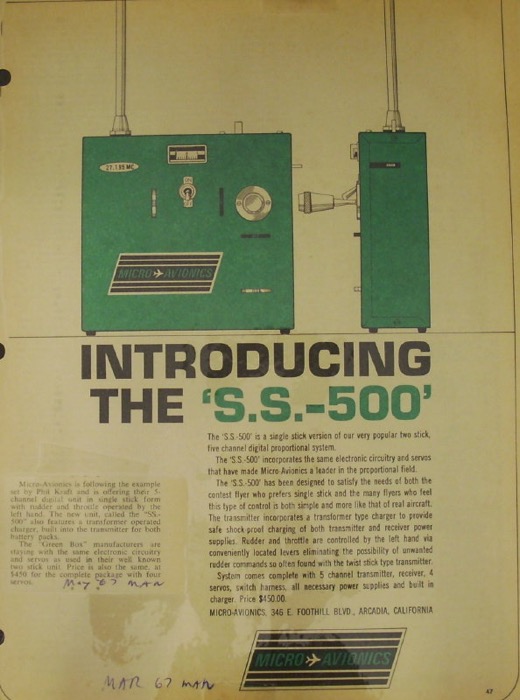 27.195 MC
MICRO AVIONICS
INTRODUCING
THE 'S.S.-500'
The 'S.S.-500' is a single stick version of our very popular two stick,
five channel digital proportional system.
The 'S.S.-500' incorporates the same electronic circuitry and servos
that have made Micro-Avionics a leader in the proportional field.
The 'S.S.-500' has been designed to satisfy the needs of both the
contest flyer who prefers single stick and the many flyers who feel
this type of control is both simple and more like that of real aircraft.
The transmitter incorporates a transformer type charger to provide
safe shock-proof charging of both transmitter and receiver power
supplies. Rudder and throttle are controlled by the left hand via
conveniently located levers eliminating the possibility of unwanted
rudder commands so often found with the twist stick type transmitter.
System comes complete with 5 channel transmitter, receiver, 4
servos, switch harness, all necessary power supplies and built in
charger. Price $450.00.
MICRO-AVIONICS, 346 E. FOOTHILL BLVD., ARCADIA, CALIFORNIA
Micro-Avionics is following the example
set by Phil Kraft and is offering their 5-
channel digital unit in single stick form
with rudder and throttle operated by the
left hand. The new unit, called the "SS-
500" also features a transformer operated
charger, built into the transmitter for both
battery packs.
The "Green Box" manufacturers are
staying with the same electronic circuitry
and servos as used in their well known
two stick unit. Price is also the same, at
$450 for the complete package with four
servos. May 67 MAN
MICRO AVIONICS
MAR 67 MAN
47